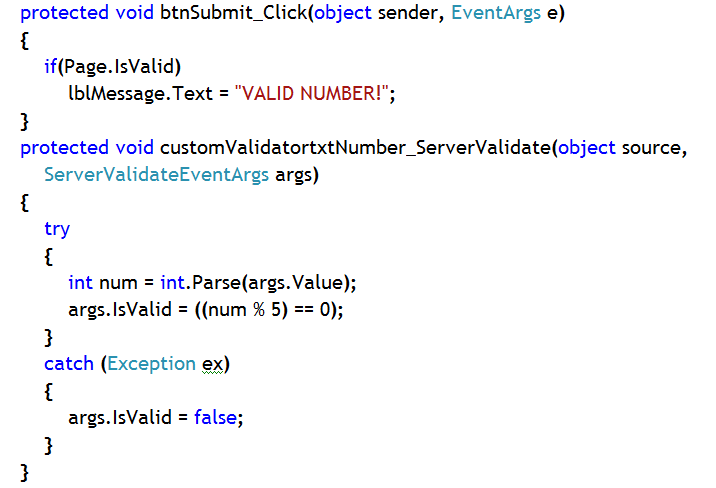 protected void btnSubmit_Click(object sender, EventArgs e)
{
if(Page.IsValid)
lblMessage.Text = "VALID NUMBER!";
}
protected void customValidatortxtNumber_ServerValidate(object source,
ServerValidateEventArgs args)
{
try
{
int num = int.Parse(args.Value);
args.IsValid = ((num % 5) == 0);
}
catch (Exception ex)
{
args.IsValid = false;
}
}